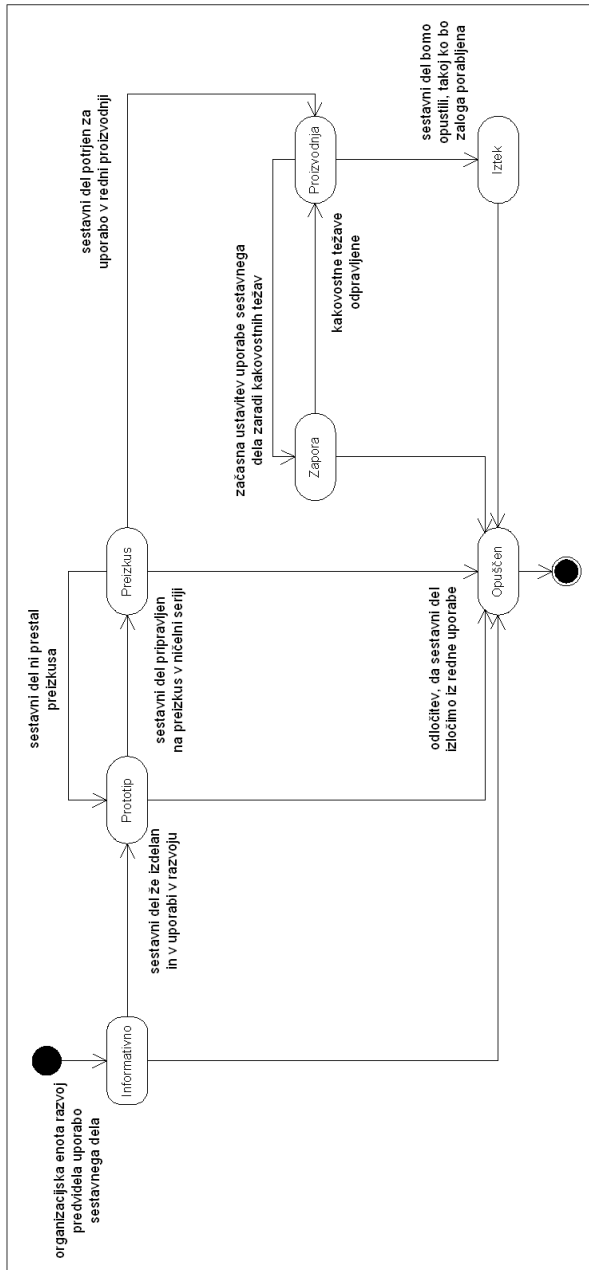 organizacijska enota razvoj
predvidela uporabo
sestavnega dela
Informativno
sestavni del že izdelan
in v uporabi v razvoju
Prototip
sestavni del ni prestal
preizkusa
sestavni del pripravljen
na preizkus v ničelni seriji
Preizkus
sestavni del potrjen za
uporabo v redni proizvodnji
začasna ustavitev uporabe sestavnega
dela zaradi kakovostnih težav
Zapora
kakovostne težave
odpravljene
Proizvodnja
sestavni del bomo
opustili, takoj ko bo
zaloga porabljena
Iztek
odločitev, da sestavni del
izločimo iz redne uporabe
Opuščen